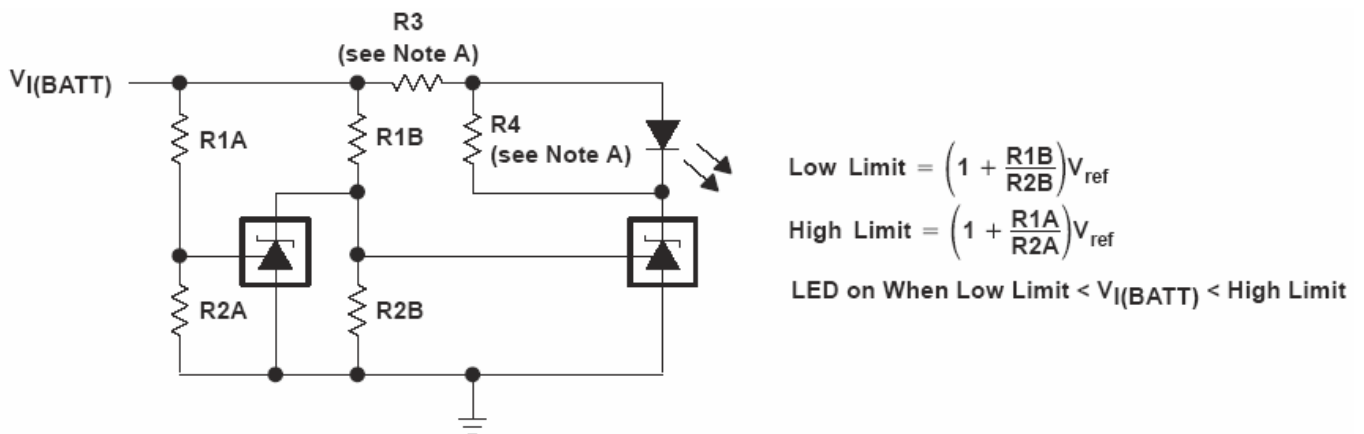 R3
(see Note A)
VI(BATT)
R1A
R1B
R4
(see Note A)
R2A
R2B
Low Limit = (1 + R1B/R2B)Vref
High Limit = (1 + R1A/R2A)Vref
LED on When Low Limit < VI(BATT) < High Limit